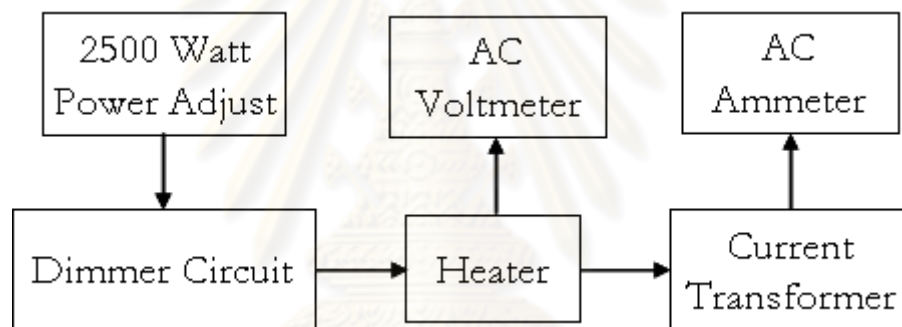 2500 Watt
Power Adjust
AC
Voltmeter
AC
Ammeter
Dimmer Circuit
Heater
Current
Transformer